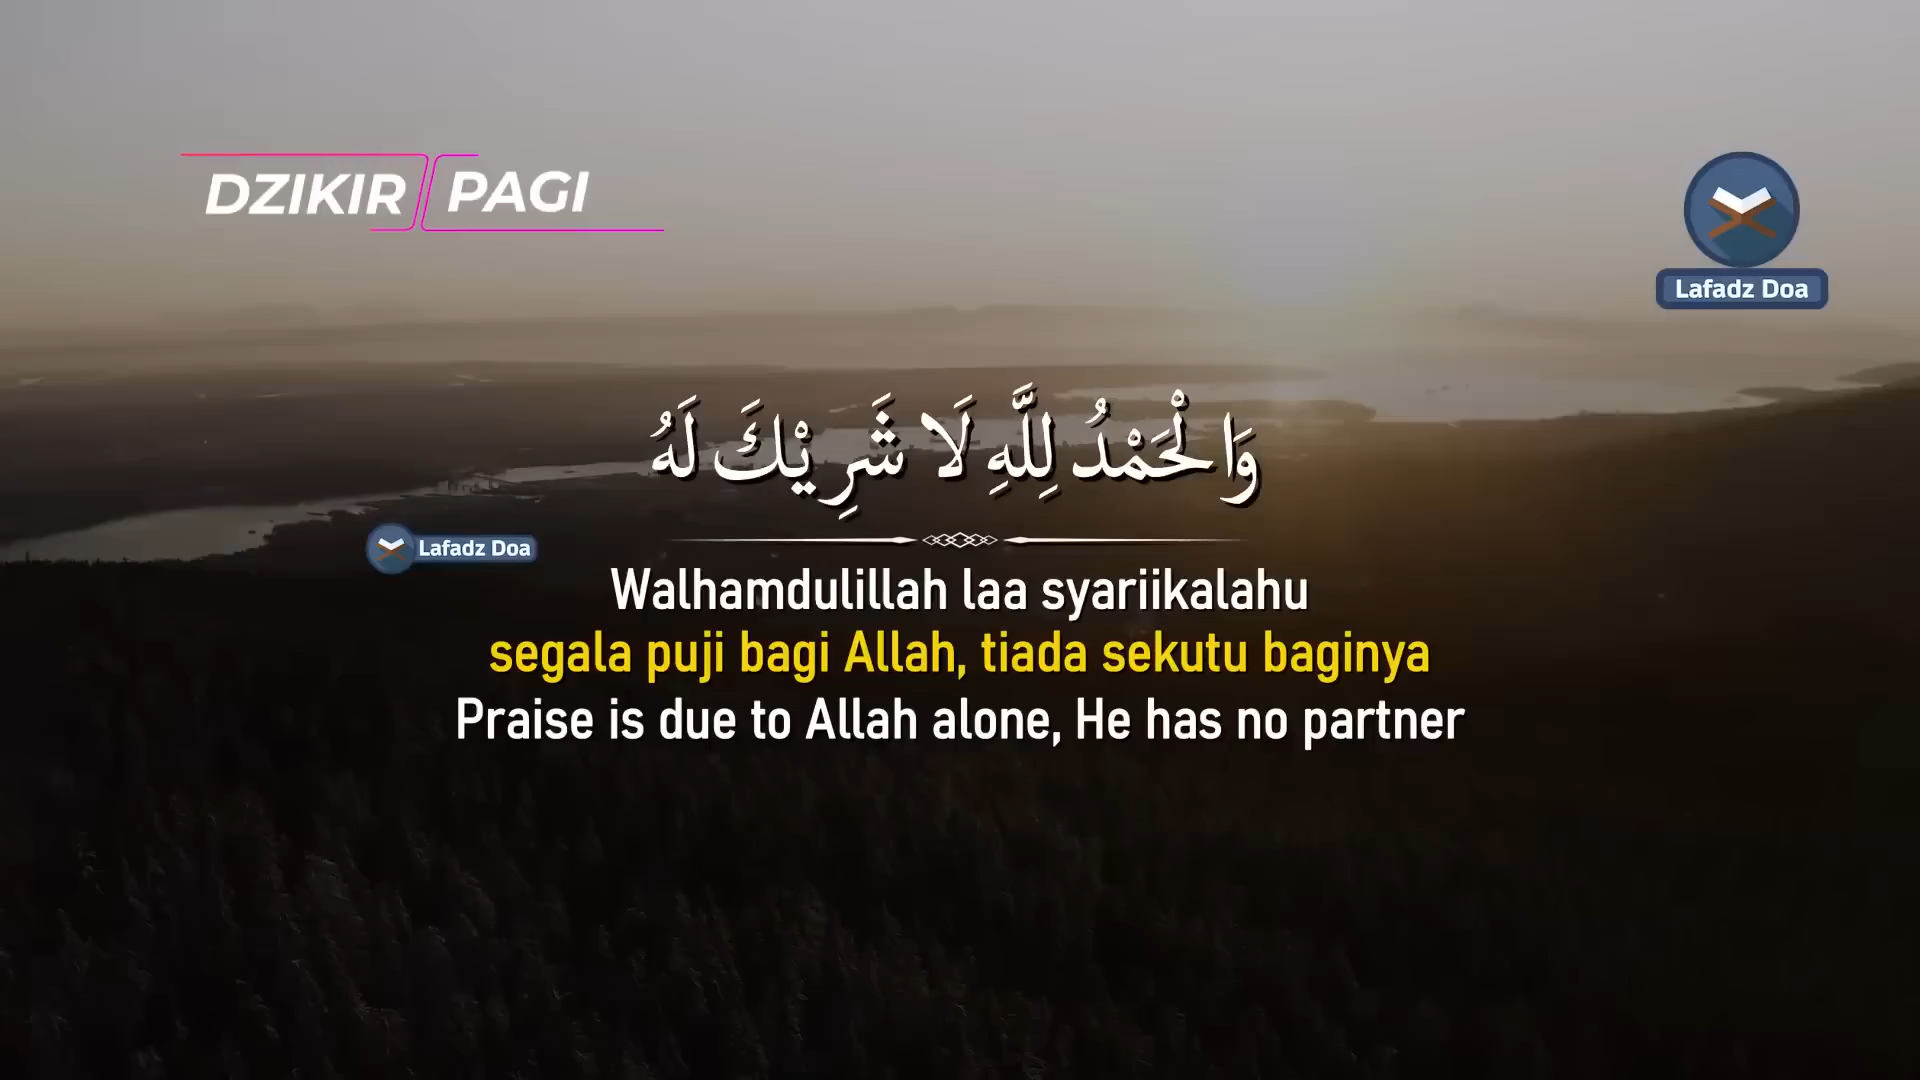 DZIKIR PAGI
Lafadz Doa
وَالْحَمْدُ لِلَّهِ لَا شَرِيْكَ لَهُ
Lafadz Doa
Walhamdulillah laa syariikalahu
segala puji bagi Allah, tiada sekutu baginya
Praise is due to Allah alone, He has no partner